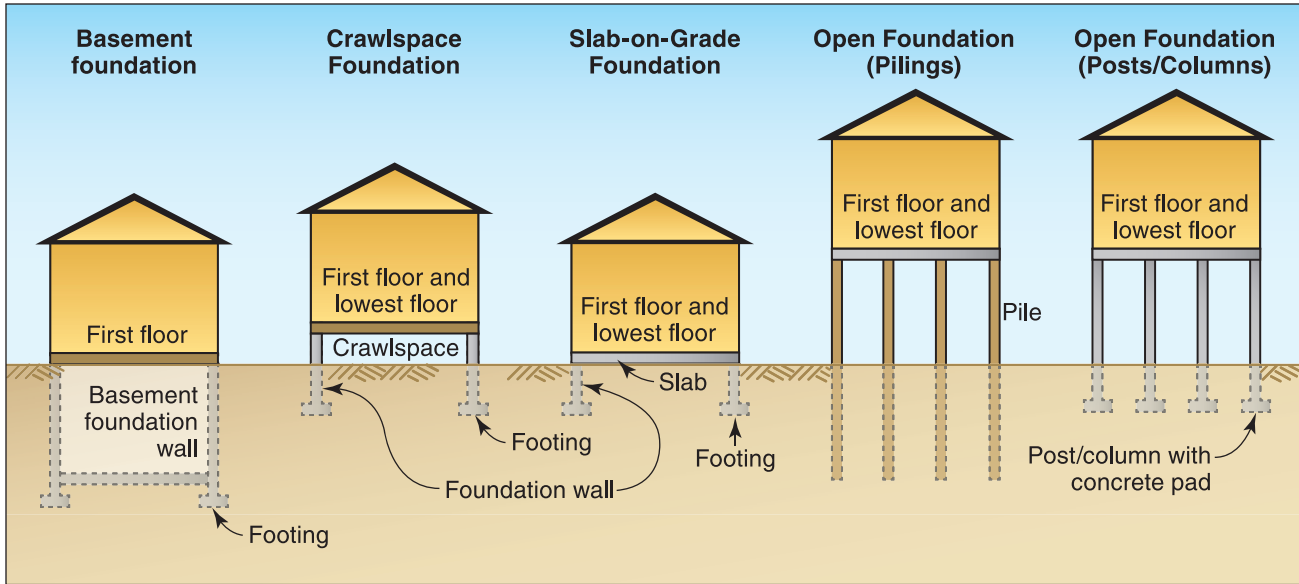 Basement
foundation
Crawlspace
Foundation
Slab-on-Grade
Foundation
Open Foundation
(Pilings)
Open Foundation
(Posts/Columns)
First floor
Basement
foundation
wall
Footing
First floor and
lowest floor
Crawlspace
Footing
Foundation wall
First floor and
lowest floor
Slab
Footing
First floor and
lowest floor
Pile
First floor and
lowest floor
Post/column with
concrete pad